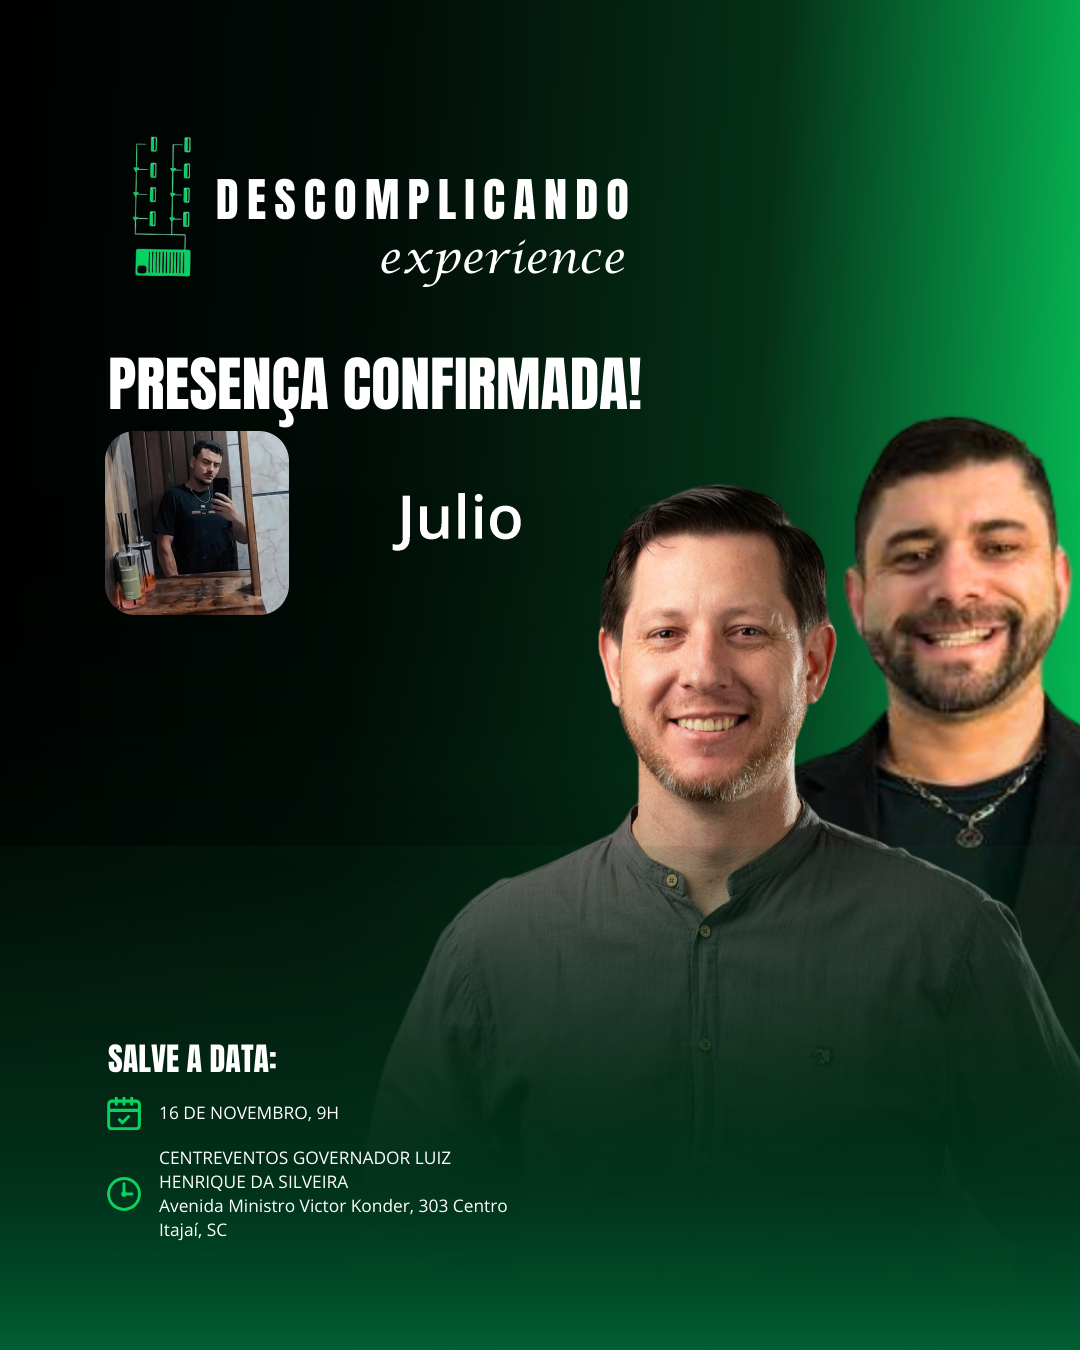 DESCOMPLICANDO
experience
PRESENÇA CONFIRMADA!
Julio
SALVE A DATA:
16 DE NOVEMBRO, 9H
CENTREVENTOS GOVERNADOR LUIZ
HENRIQUE DA SILVEIRA
Avenida Ministro Victor Konder, 303 Centro
Itajaí, SC